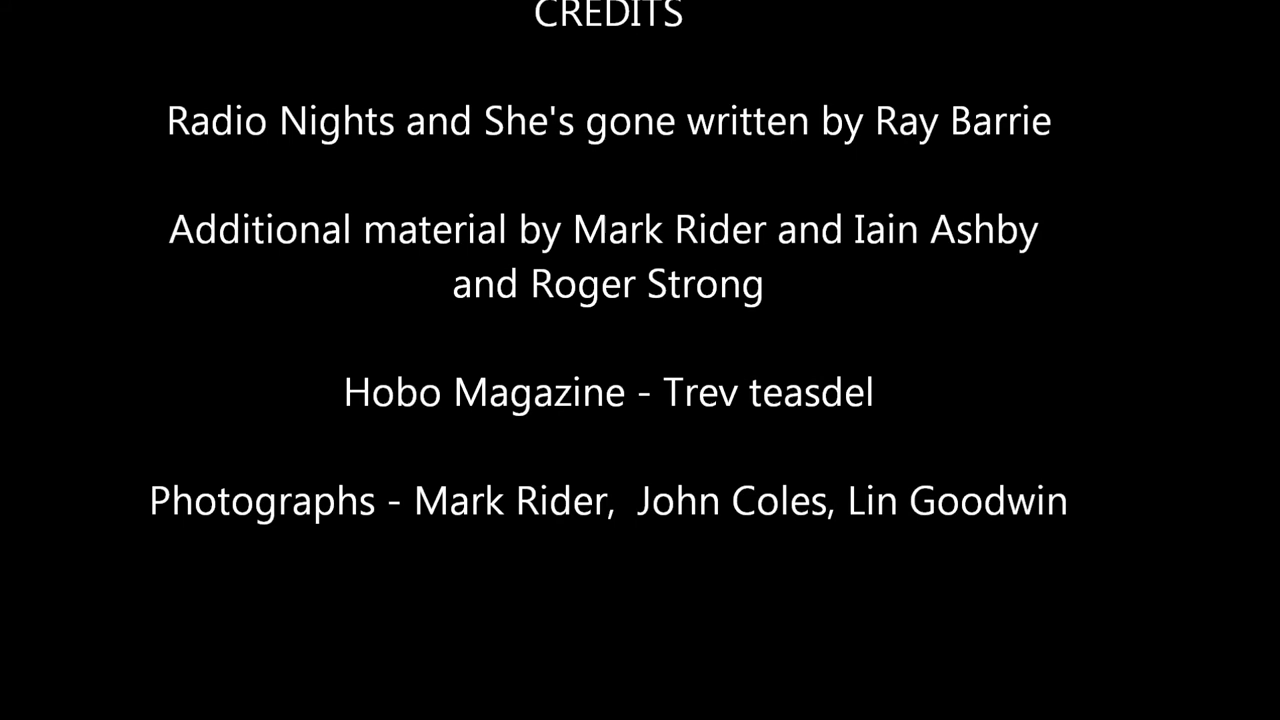 CREDITS
Radio Nights and She's gone written by Ray Barrie
Additional material by Mark Rider and Iain Ashby
and Roger Strong
Hobo Magazine - Trev teasdel
Photographs - Mark Rider,  John Coles, Lin Goodwin